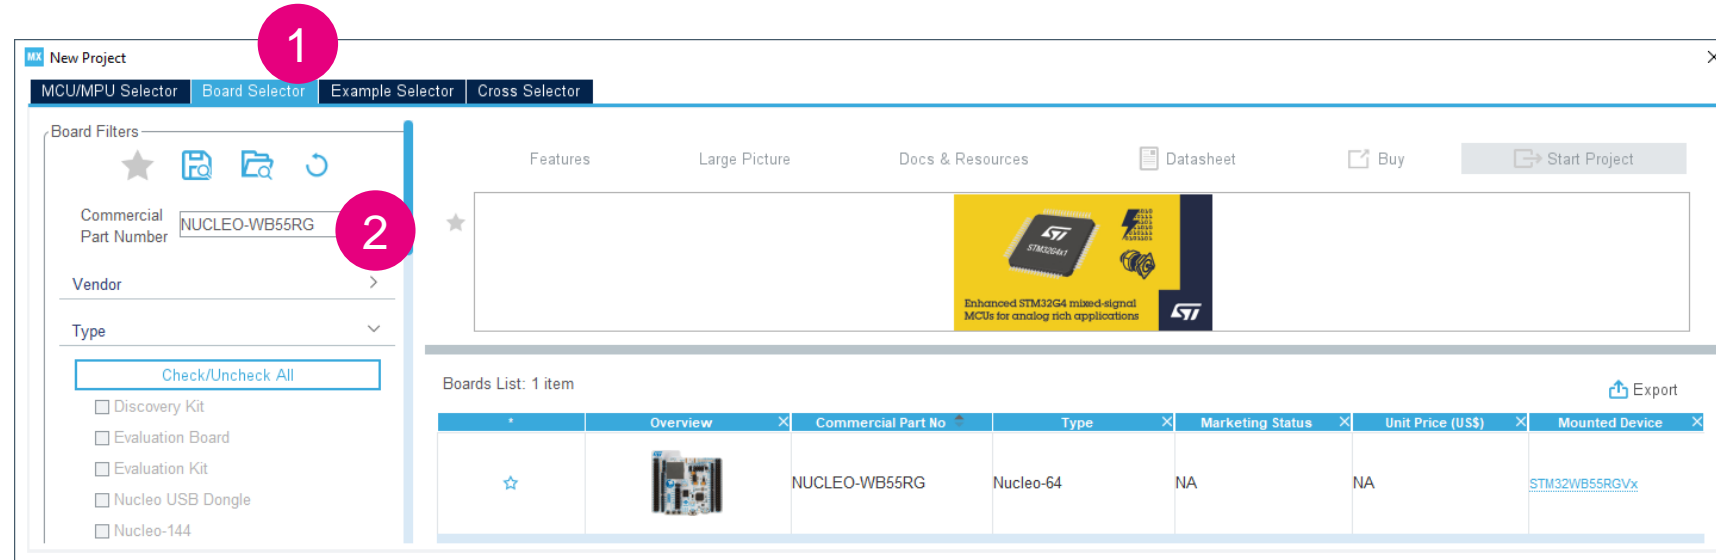 1
MX New Project
MCU/MPU Selector Board Selector Example Selector Cross Selector
Board Filters
Features Large Picture Docs & Resources Datasheet Buy Start Project
Commercial
Part Number
NUCLEO-WB55RG
2
Vendor
Type
Check/Uncheck All
Discovery Kit
Evaluation Board
Evaluation Kit
Nucleo USB Dongle
Nucleo-144
ST
STM32G4x1
Enhanced STM32G4 mixed-signal
MCUs for analog rich applications
ST
Boards List: 1 item
Export
* Overview Commercial Part No Type Marketing Status Unit Price (US$) Mounted Device
NUCLEO-WB55RG Nucleo-64 NA NA STM32WB55RGVx